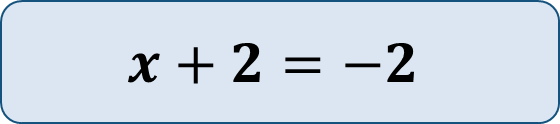 x + 2 = −2